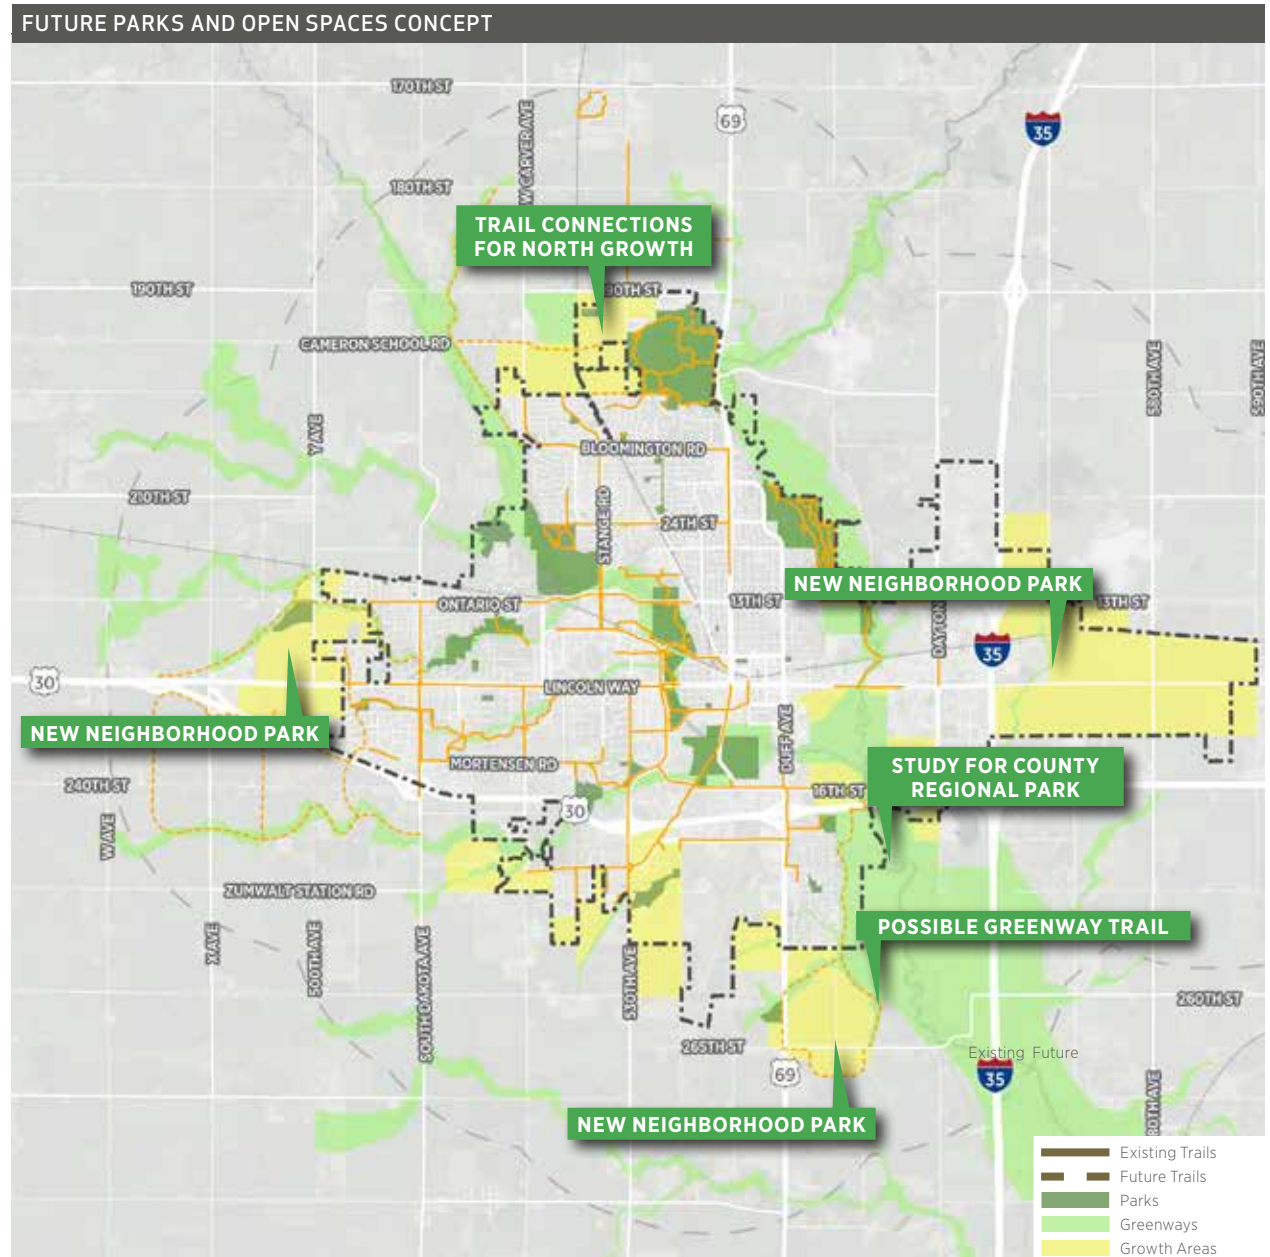 FUTURE PARKS AND OPEN SPACES CONCEPT
170TH ST
69
35
W CARVER AVE
180TH ST
TRAIL CONNECTIONS
FOR NORTH GROWTH
190TH ST
90TH ST
CAMERON SCHOOL RD
580TH AVE
590TH AVE
Y AVE
BLOOMINGTON RD
210TH ST
STANGE RD
24TH ST
NEW NEIGHBORHOOD PARK
ONTARIO ST
13TH ST
13TH ST
DAYTON
35
30
LINCOLN WAY
NEW NEIGHBORHOOD PARK
DUFF AVE
MORTENSEN RD
STUDY FOR COUNTY
REGIONAL PARK
240TH ST
16TH ST
30
W AVE
ZUMWALT STATION RD
X AVE
500TH AVE
SOUTH DAKOTA AVE
530TH AVE
POSSIBLE GREENWAY TRAIL
260TH ST
265TH ST
Existing Future
69
35
80TH AVE
NEW NEIGHBORHOOD PARK
Existing Trails
Future Trails
Parks
Greenways
Growth Areas